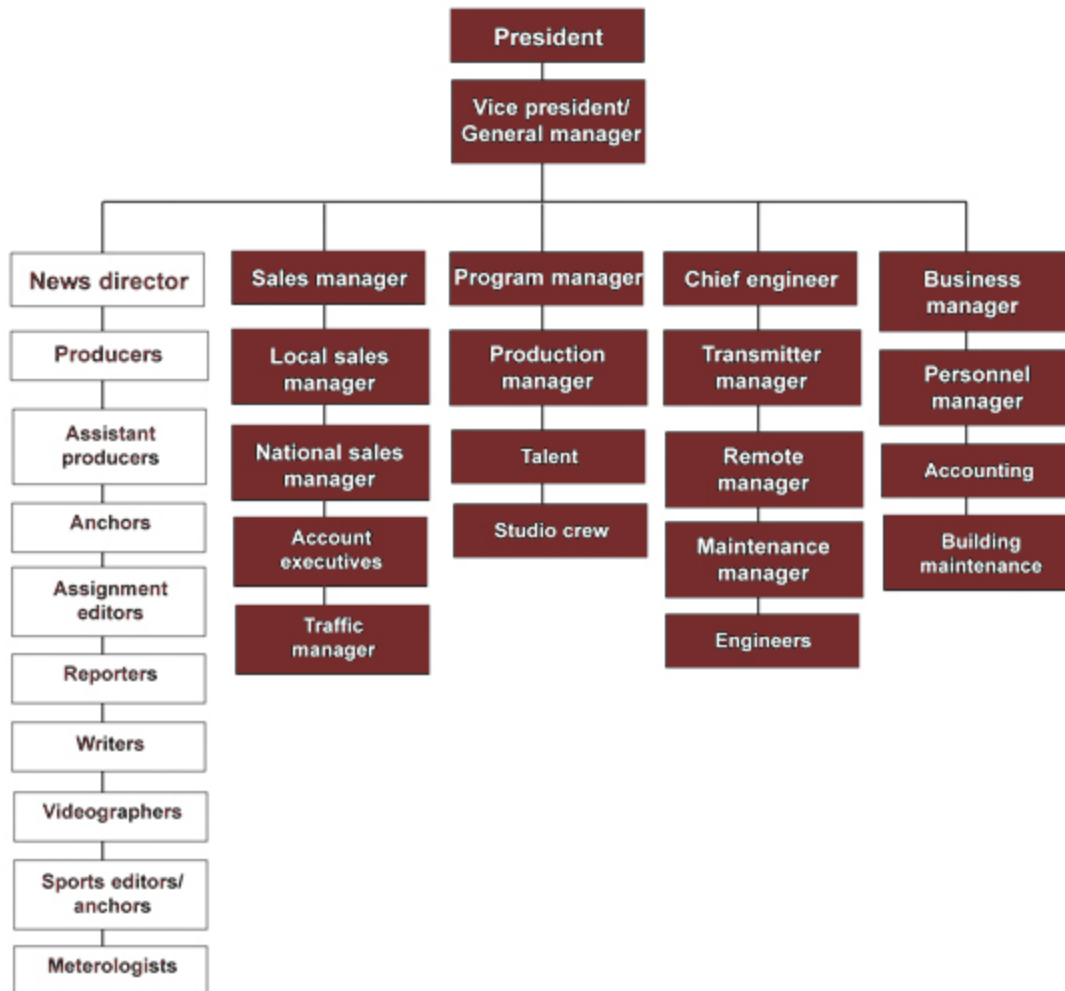 President
Vice president/
General manager
News director
Producers
Assistant
producers
Anchors
Assignment
editors
Reporters
Writers
Videographers
Sports editors/
anchors
Meterologists
Sales manager
Local sales
manager
National sales
manager
Account
executives
Traffic
manager
Program manager
Production
manager
Talent
Studio crew
Chief engineer
Transmitter
manager
Remote
manager
Maintenance
manager
Engineers
Business
manager
Personnel
manager
Accounting
Building
maintenance